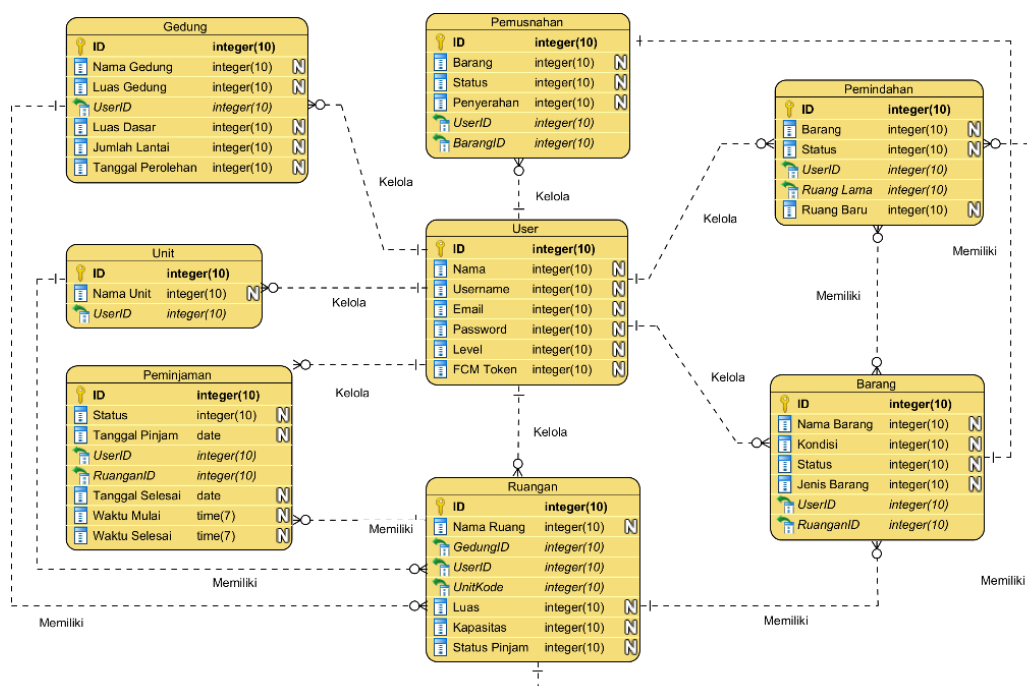 Gedung
ID integer(10)
Nama Gedung integer(10) N
Luas Gedung integer(10) N
UserID integer(10)
Luas Dasar integer(10) N
Jumlah Lantai integer(10) N
Tanggal Perolehan integer(10) N
Pemusnahan
ID integer(10)
Barang integer(10) N
Status integer(10) N
Penyerahan integer(10) N
UserID integer(10)
BarangID integer(10)
Pemindahan
ID integer(10)
Barang integer(10) N
Status integer(10) N
UserID integer(10)
Ruang Lama integer(10)
Ruang Baru integer(10) N
Kelola
Kelola
Kelola
Memiliki
Unit
ID integer(10)
Nama Unit integer(10) N
UserID integer(10)
Kelola
User
ID integer(10)
Nama integer(10) N
Username integer(10) N
Email integer(10) N
Password integer(10) N
Level integer(10) N
FCM Token integer(10) N
Memiliki
Kelola
Kelola
Kelola
Peminjaman
ID integer(10)
Status integer(10) N
Tanggal Pinjam date N
UserID integer(10)
RuanganID integer(10)
Tanggal Selesai date N
Waktu Mulai time(7) N
Waktu Selesai time(7) N
Barang
ID integer(10)
Nama Barang integer(10) N
Kondisi integer(10) N
Status integer(10) N
Jenis Barang integer(10) N
UserID integer(10)
RuanganID integer(10)
Memiliki
Ruangan
ID integer(10)
Nama Ruang integer(10) N
GedungID integer(10)
UserID integer(10)
UnitKode integer(10)
Luas integer(10) N
Kapasitas integer(10) N
Status Pinjam integer(10) N
Memiliki
Memiliki
Memiliki
Memiliki